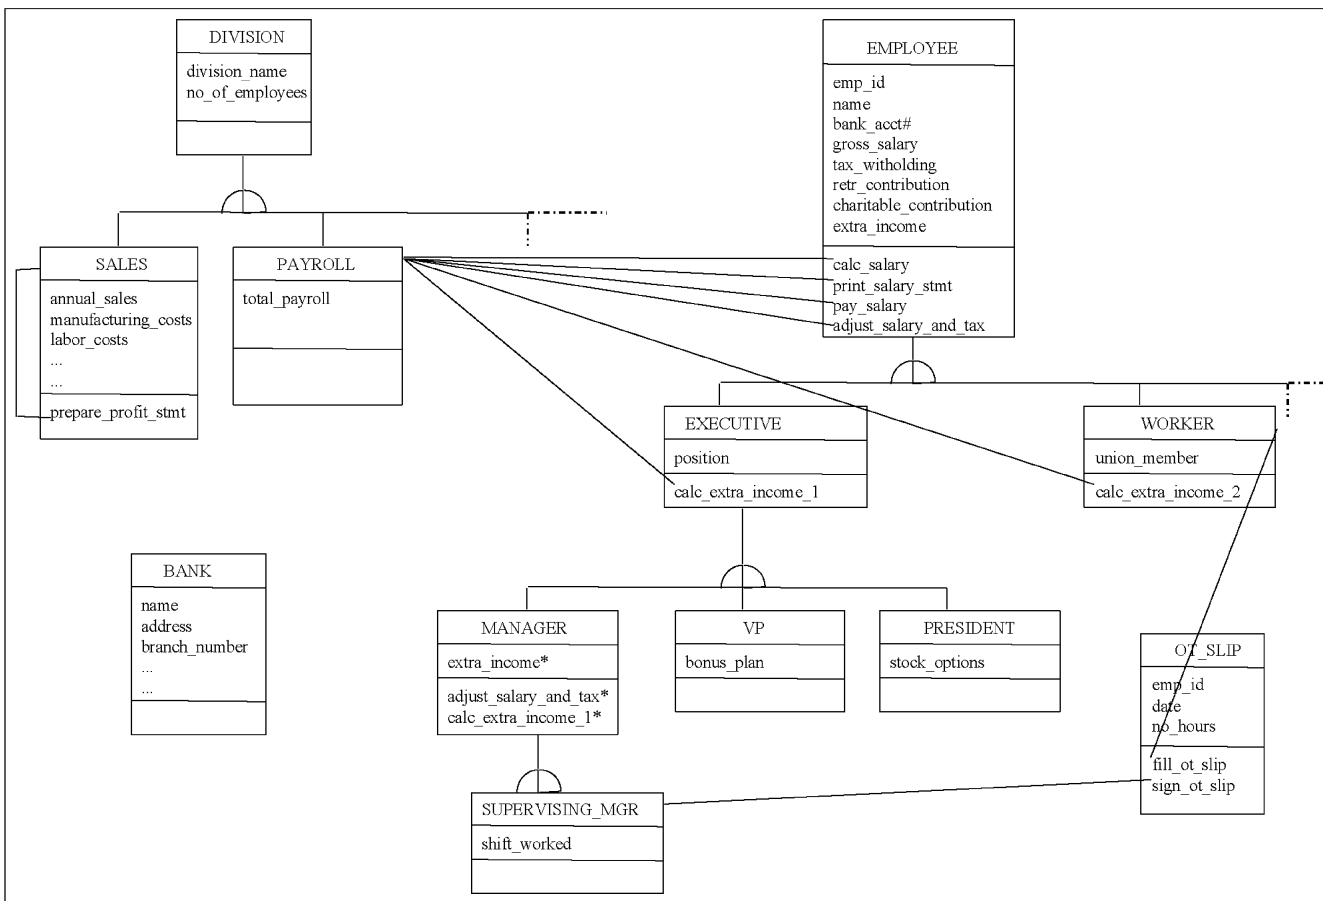 DIVISION
division_name
no_of_employees
EMPLOYEE
emp_id
name
bank_acct#
gross_salary
tax_witholding
retr_contribution
charitable_contribution
extra_income
calc_salary
print_salary_stmt
pay_salary
adjust_salary_and_tax
SALES
annual_sales
manufacturing_costs
labor_costs
...
...
prepare_profit_stmt
PAYROLL
total_payroll
EXECUTIVE
position
calc_extra_income_1
WORKER
union_member
calc_extra_income_2
BANK
name
address
branch_number
...
...
MANAGER
extra_income*
adjust_salary_and_tax*
calc_extra_income_1*
VP
bonus_plan
PRESIDENT
stock_options
OT_SLIP
emp_id
date
no_hours
fill_ot_slip
sign_ot_slip
SUPERVISING_MGR
shift_worked